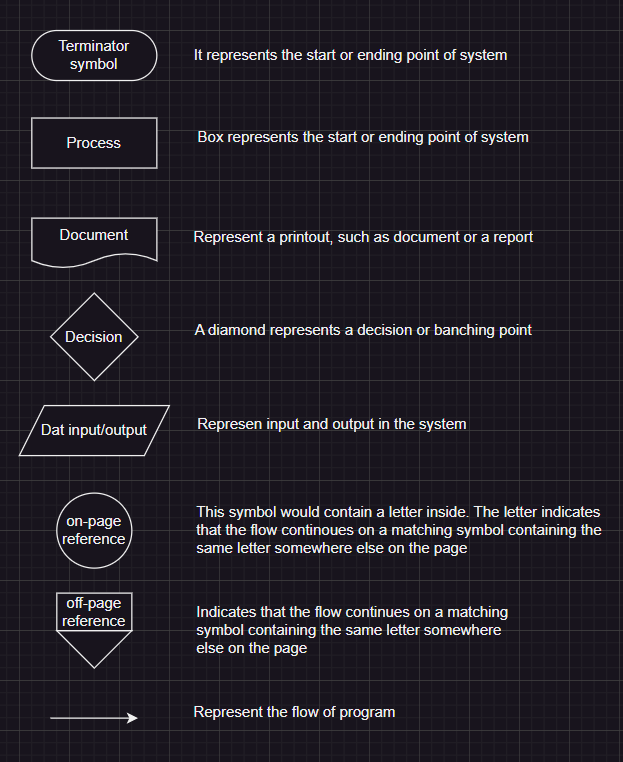 Terminator
symbol
It represents the start or ending point of system
Process
Box represents the start or ending point of system
Document
Represent a printout, such as document or a report
Decision
A diamond represents a decision or banching point
Dat input/output
Represen input and output in the system
on-page
reference
This symbol would contain a letter inside. The letter indicates
that the flow continoues on a matching symbol containing the
same letter somewhere else on the page
off-page
reference
Indicates that the flow continues on a matching
symbol containing the same letter somewhere
else on the page
Represent the flow of program